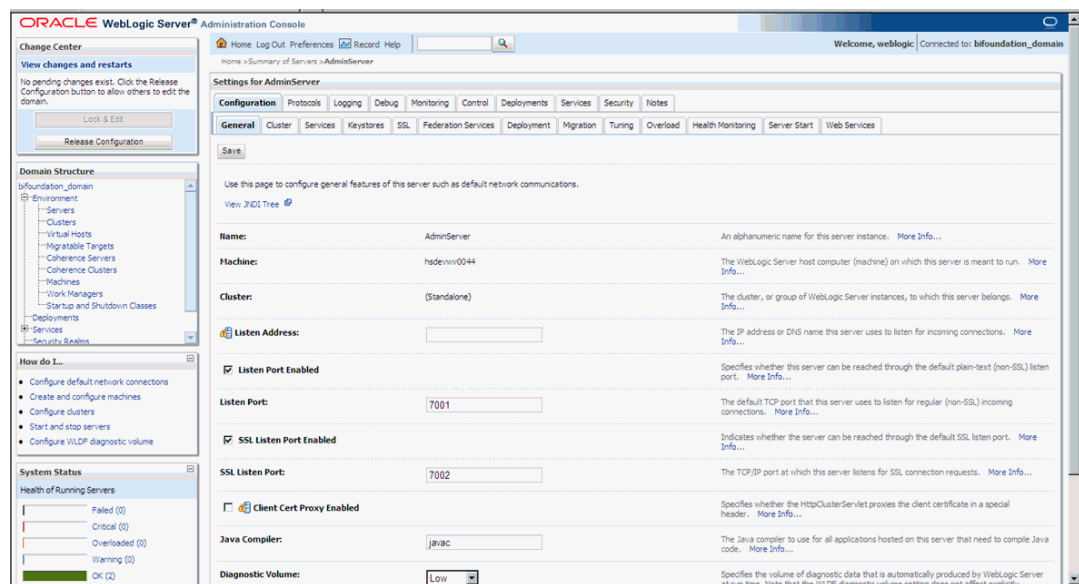 ORACLE WebLogic Server® Administration Console
Change Center
View changes and restarts
No pending changes exist. Click the Release
Configuration button to allow others to edit the
domain.
Lock & Edit
Release Configuration
Domain Structure
bifoundation_domain
Environment
Servers
Clusters
Virtual Hosts
Migratable Targets
Coherence Servers
Coherence Clusters
Machines
Work Managers
Startup and Shutdown Classes
Deployments
Services
Security Realms
How do I...
Configure default network connections
Create and configure machines
Configure clusters
Start and stop servers
Configure WLDF diagnostic volume
System Status
Health of Running Servers
Failed (0)
Critical (0)
Overloaded (0)
Warning (0)
OK (2)
Home Log Out Preferences Record Help
Welcome, weblogic Connected to: bifoundation_domain
Home >Summary of Servers >AdminServer
Settings for AdminServer
Configuration Protocols Logging Debug Monitoring Control Deployments Services Security Notes
General Cluster Services Keystores SSL Federation Services Deployment Migration Tuning Overload Health Monitoring Server Start Web Services
Save
Use this page to configure general features of this server such as default network communications.
View JNDI Tree
Name: AdminServer An alphanumeric name for this server instance. More Info...
Machine: hsdevwv0044 The WebLogic Server host computer (machine) on which this server is meant to run. More
Info...
Cluster: (Standalone) The cluster, or group of WebLogic Server instances, to which this server belongs. More
Info...
Listen Address: The IP address or DNS name this server uses to listen for incoming connections. More
Info...
Listen Port Enabled Specifies whether this server can be reached through the default plain-text (non-SSL) listen
port. More Info...
Listen Port: 7001 The default TCP port that this server uses to listen for regular (non-SSL) incoming
connections. More Info...
SSL Listen Port Enabled Indicates whether the server can be reached through the default SSL listen port. More
Info...
SSL Listen Port: 7002 The TCP/IP port at which this server listens for SSL connection requests. More Info...
Client Cert Proxy Enabled Specifies whether the HttpClusterServlet proxies the client certificate in a special
header. More Info...
Java Compiler: javac The Java compiler to use for all applications hosted on this server that need to compile Java
code. More Info...
Diagnostic Volume: Low Specifies the volume of diagnostic data that is automatically produced by WebLogic Server
at run time. Note that the WLDF diagnostic volume setting does not affect explicitly